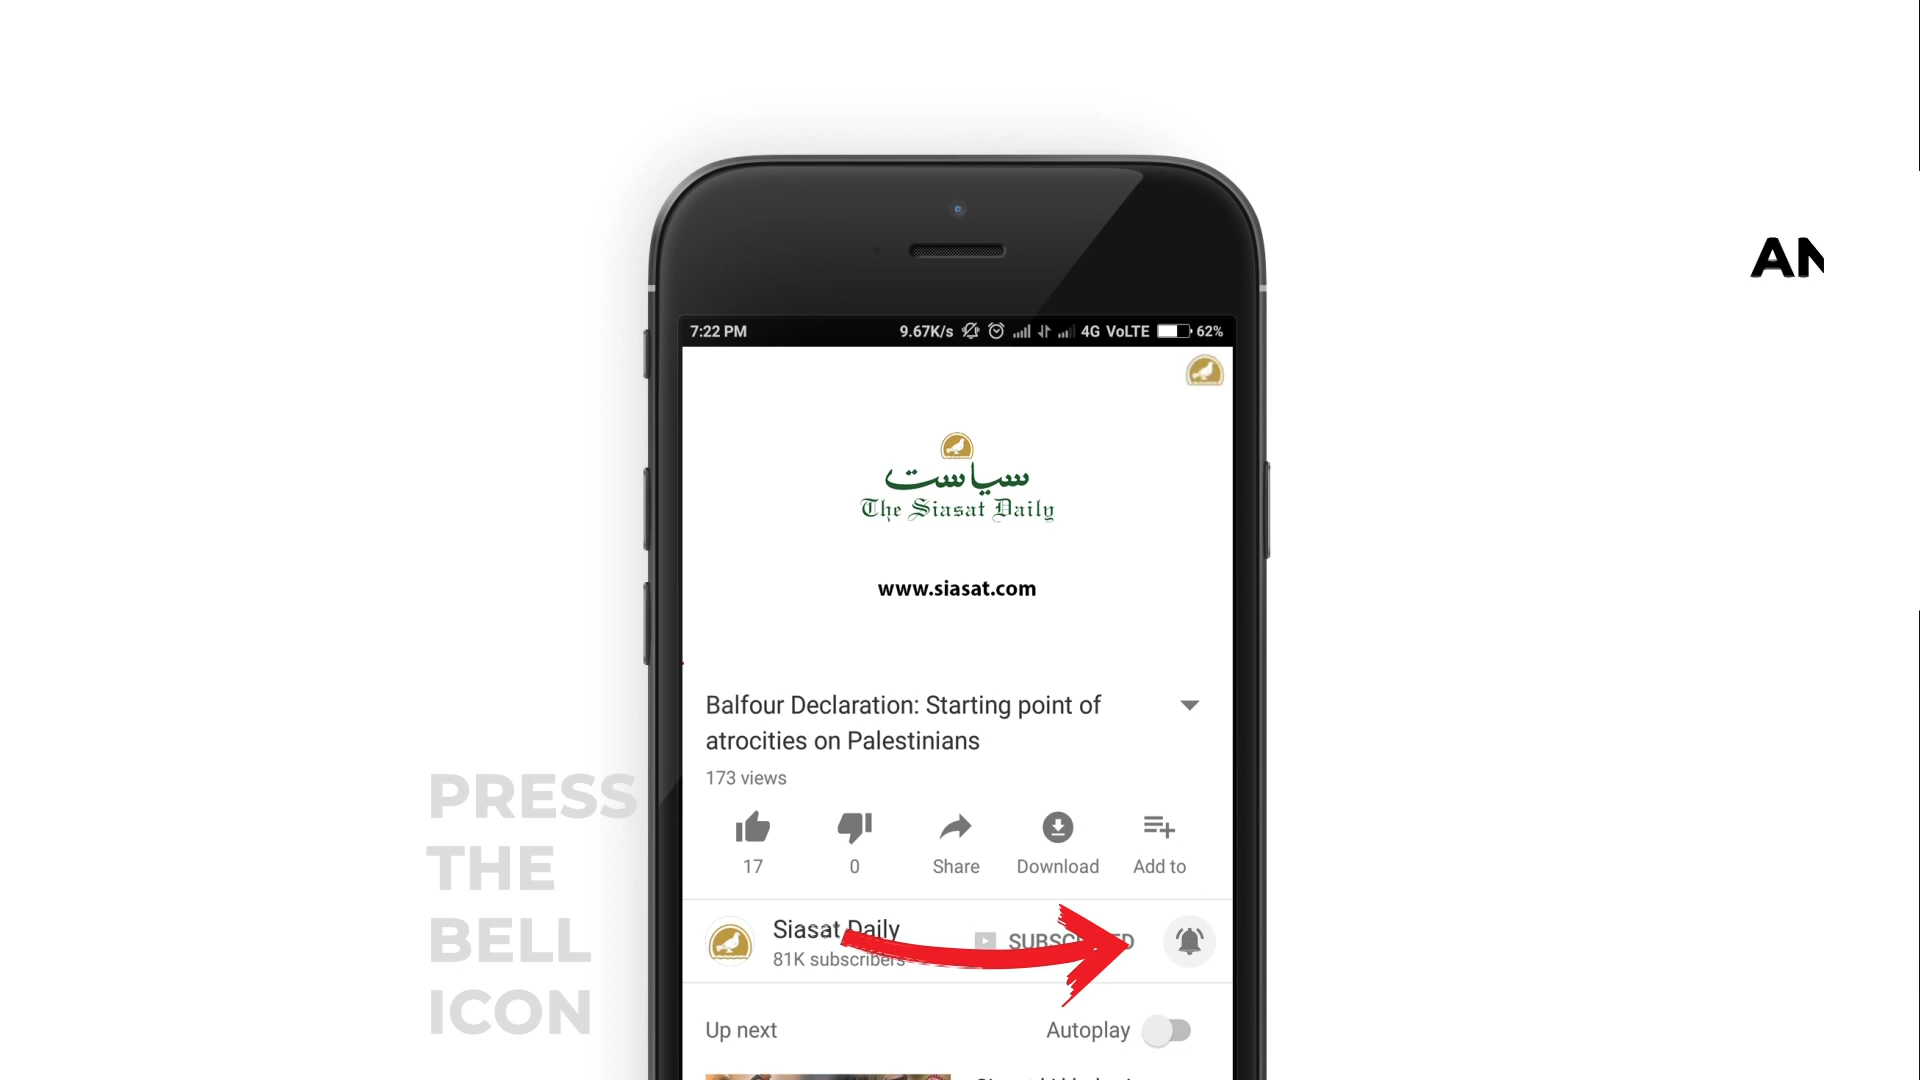 AN
7:22 PM 9.67K/s 4G VoLTE 62%
سیاست
The Siasat Daily
www.siasat.com
Balfour Declaration: Starting point of
atrocities on Palestinians
173 views
17 0 Share Download Add to
Siasat Daily
SUBSCRIBED
81K subscribers
Up next Autoplay
PRESS
THE
BELL
ICON